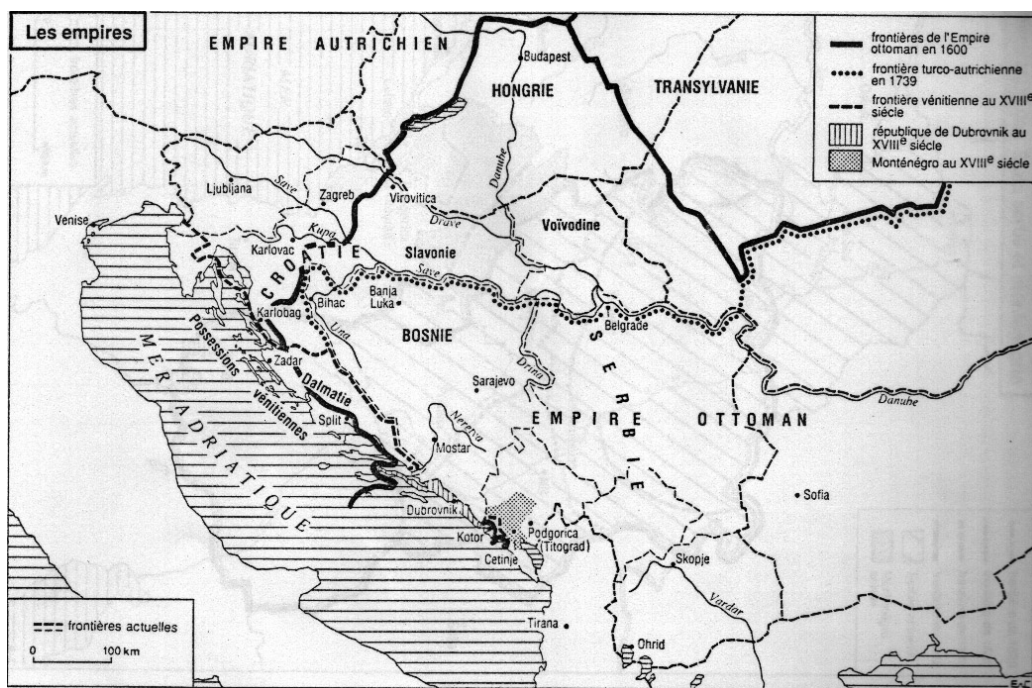 Les empires
EMPIRE AUTRICHIEN
frontières de l'Empire
ottoman en 1600
frontière turco-autrichienne
en 1739
frontière vénitienne au XVIIIe
siécle
république de Dubrovnik au
XVIIIe siécle
Monténégro au XVIIIe siécle
Budapest
HONGRIE
TRANSYLVANIE
Danube
Ljubljana
Save
Zagreb
Virovitica
Drave
Venise
Kupa
Karlovac
Voïvodine
Slavonie
CROATIE
Save
Banja
Luka
Bihac
Karlobag
Belgrade
Una
BOSNIE
Possessions
vénitiennes
Zadar
Drina
SERBIE
MER ADRIATIQUE
Dalmatie
Sarajevo
Danube
Split
EMPIRE OTTOMAN
Neretva
Mostar
Sofia
Dubrovnik
Kotor
Podgorica
(Titograd)
Cetinje
Skopje
Vardar
frontières actuelles
0 100 km
Tirana
Ohrid